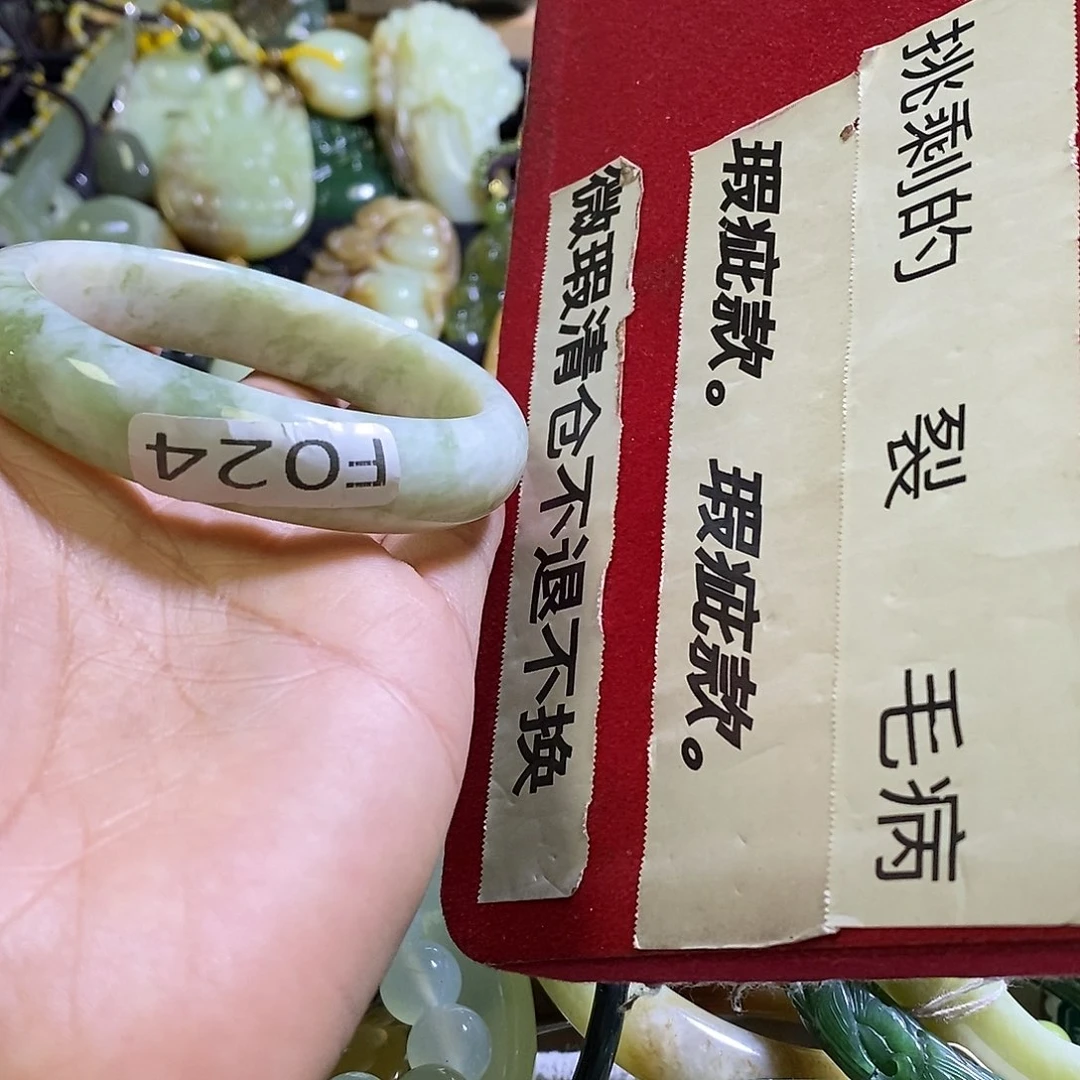 挑剩的 裂 毛病
瑕疵款。 瑕疵款。
微瑕清仓不退不换
F024